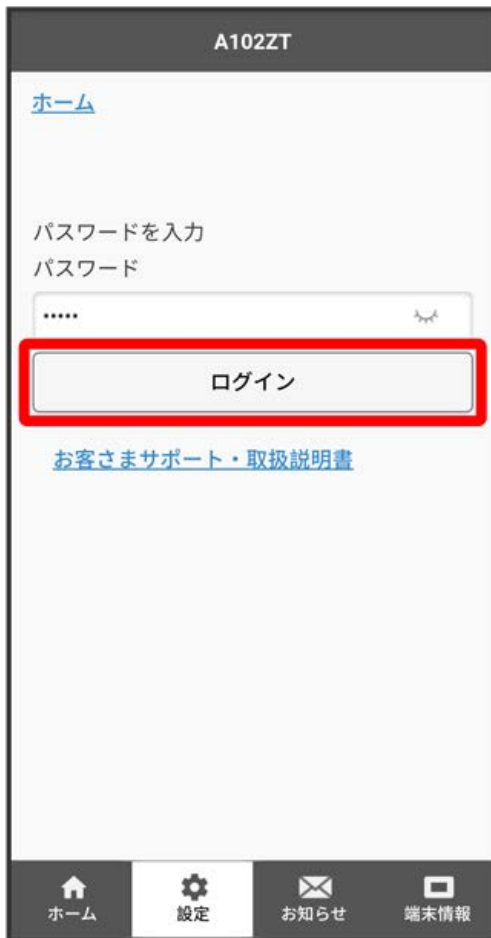 A102ZT
ホーム
パスワードを入力
パスワード
•••••
ログイン
お客さまサポート・取扱説明書
ホーム
設定
お知らせ
端末情報